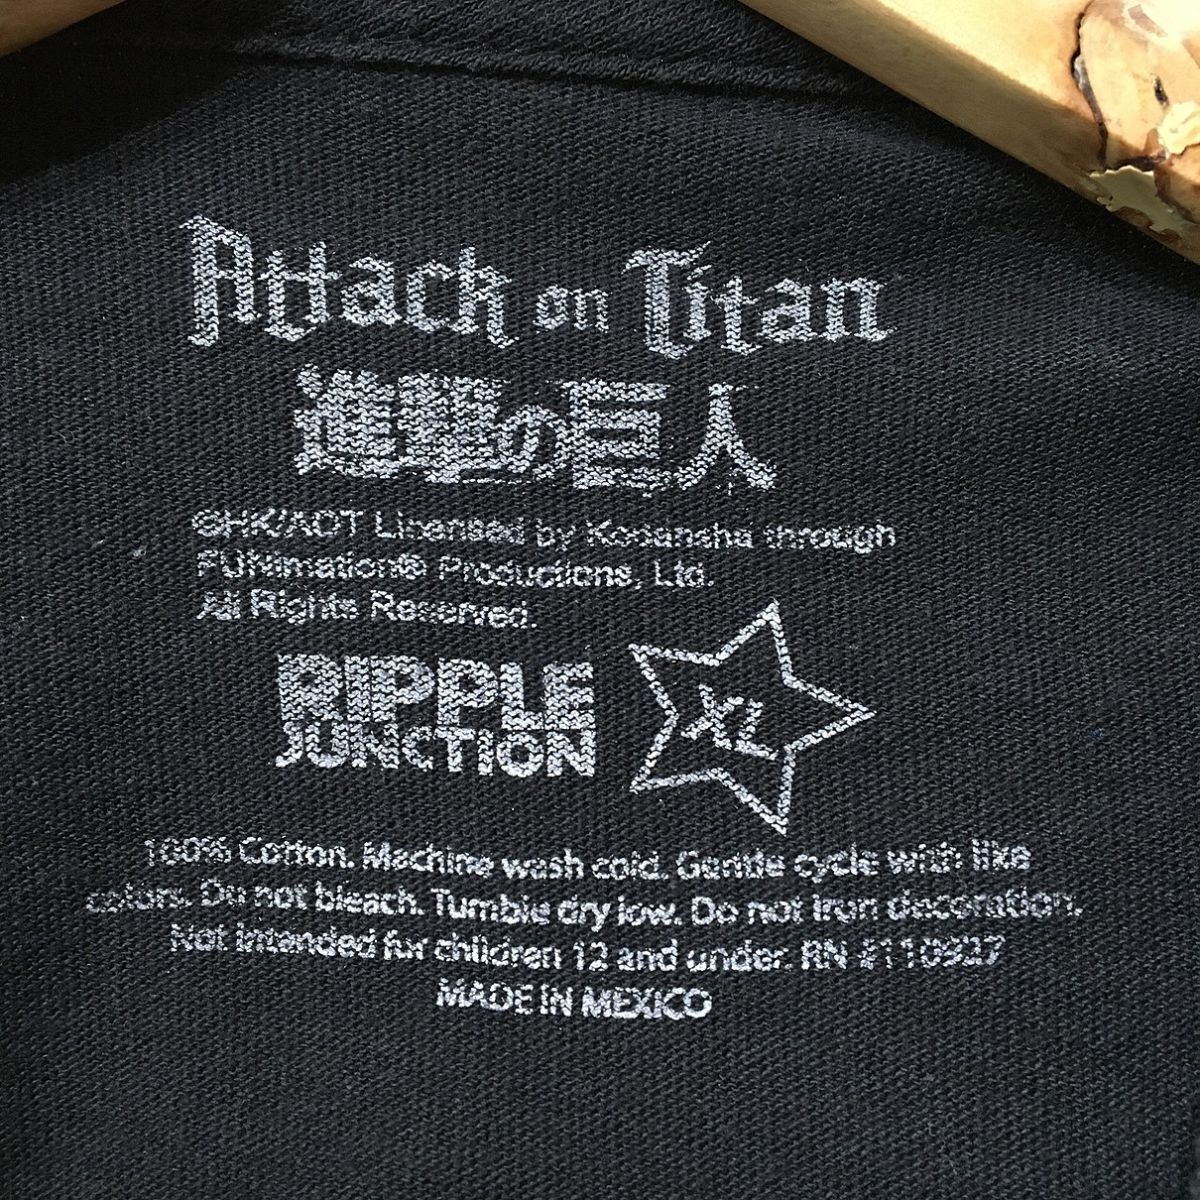 Attack on Titan
進撃の巨人
©HK/AOT Licensed by Kodansha through
FUNimation® Productions, Ltd.
All Rights Reserved.
RIPPLE
JUNCTION
XL
100% Cotton. Machine wash cold. Gentle cycle with like
colors. Do not bleach. Tumble dry low. Do not iron decoration.
Not intended for children 12 and under. RN #110927
MADE IN MEXICO